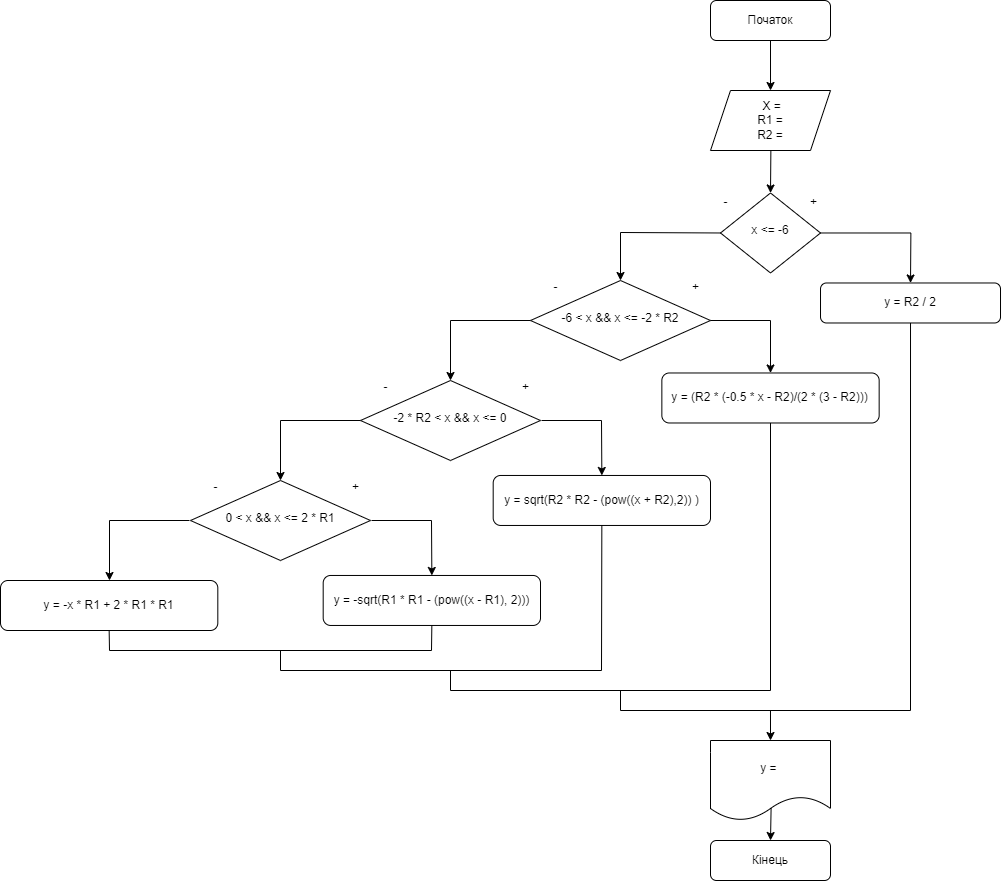 Початок
X =
R1 =
R2 =
-
+
x <= -6
y = R2 / 2
-
+
-6 < x && x <= -2 * R2
y = (R2 * (-0.5 * x - R2)/(2 * (3 - R2)))
-
+
-2 * R2 < x && x <= 0
y = sqrt(R2 * R2 - (pow((x + R2),2)) )
-
+
0 < x && x <= 2 * R1
y = -x * R1 + 2 * R1 * R1
y = -sqrt(R1 * R1 - (pow((x - R1), 2)))
y =
Кінець